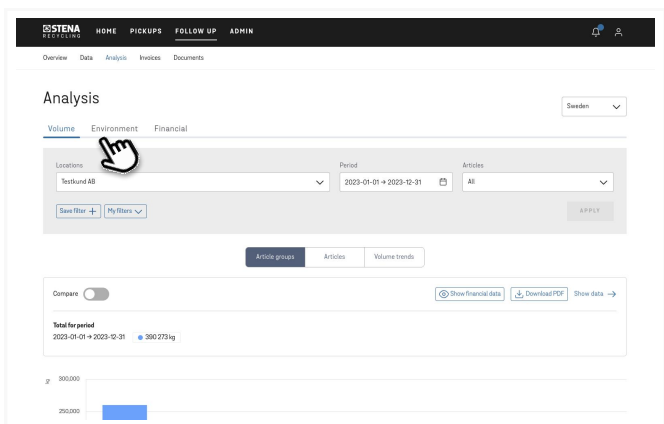 STENA
RECYCLING
HOME PICKUPS FOLLOW UP ADMIN
Overview Data Analysis Invoices Documents
Analysis
Sweden
Volume Environment Financial
Locations Period Articles
Testkund AB 2023-01-01 → 2023-12-31 All
Save filter + My filters APPLY
Article groups Articles Volume trends
Compare Show financial data Download PDF Show data →
Total for period
2023-01-01 → 2023-12-31 390 273 kg
300,000
250,000